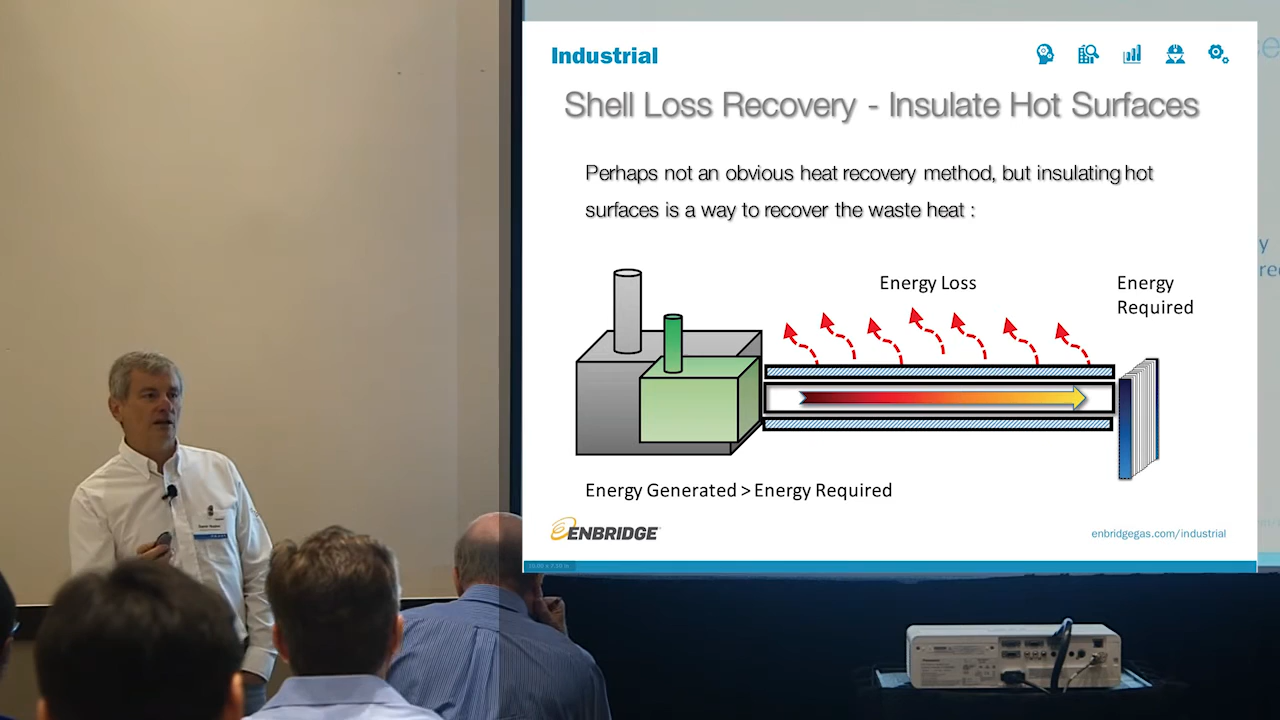 Industrial
Shell Loss Recovery - Insulate Hot Surfaces
Perhaps not an obvious heat recovery method, but insulating hot
surfaces is a way to recover the waste heat :
Energy Loss
Energy
Required
Energy Generated > Energy Required
ENBRIDGE
enbridgegas.com/industrial